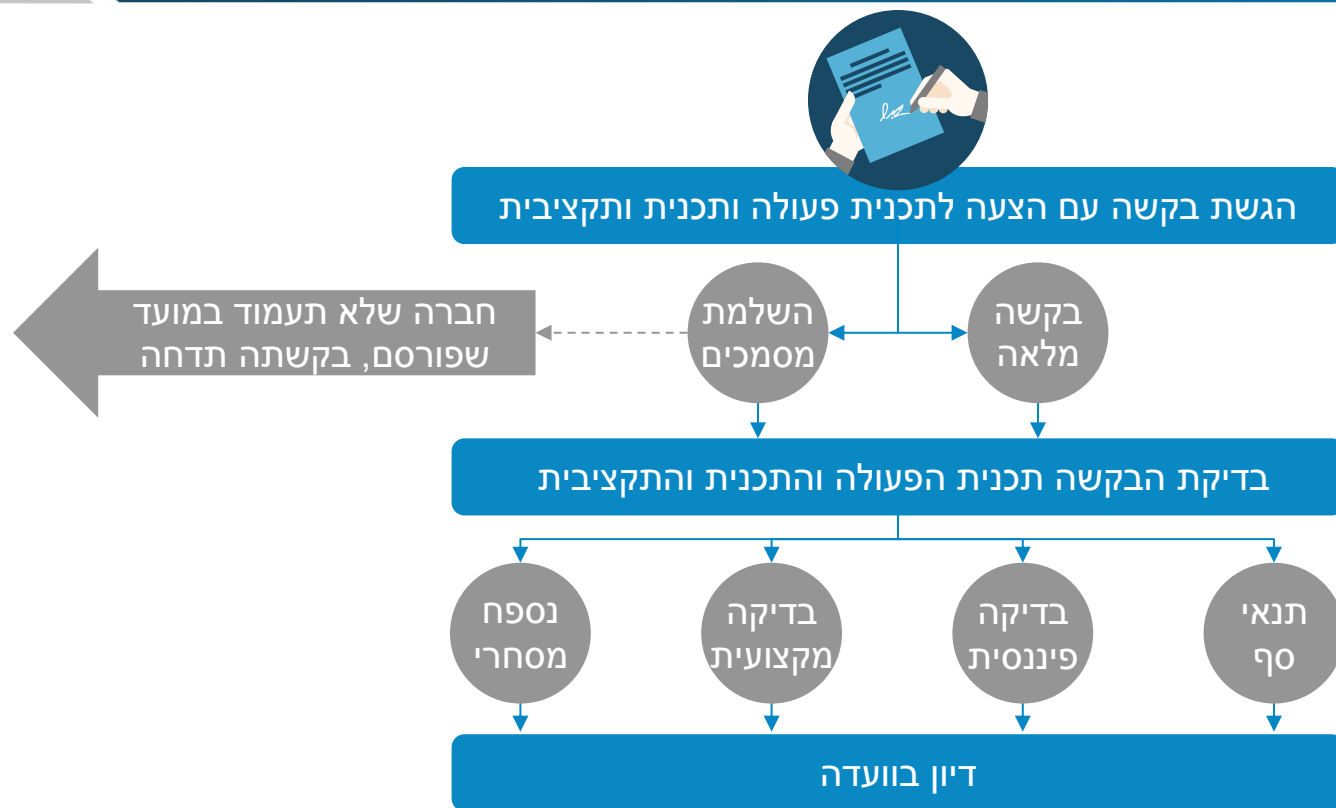 הגשת בקשה עם הצעה לתכנית פעולה ותכנית ותקציבית
בקשה
מלאה
השלמת
מסמכים
חברה שלא תעמוד במועד
שפורסם, בקשתה תדחה
בדיקת הבקשה תכנית הפעולה והתכנית והתקציבית
תנאי
סף
בדיקה
פיננסית
בדיקה
מקצועית
נספח
מסחרי
דיון בוועדה